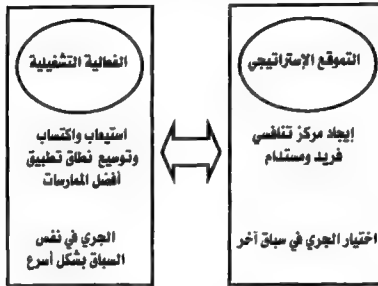 التموقع الإستراتيجي
إيجاد مركز تنافسي
فريد ومستدام
اختيار الجري في سباق آخر
الفعالية التشغيلية
استيعاب واكتساب
وتوسيع نطاق تطبيق
أفضل الممارسات
الجري في نفس
السباق بشكل أسرع